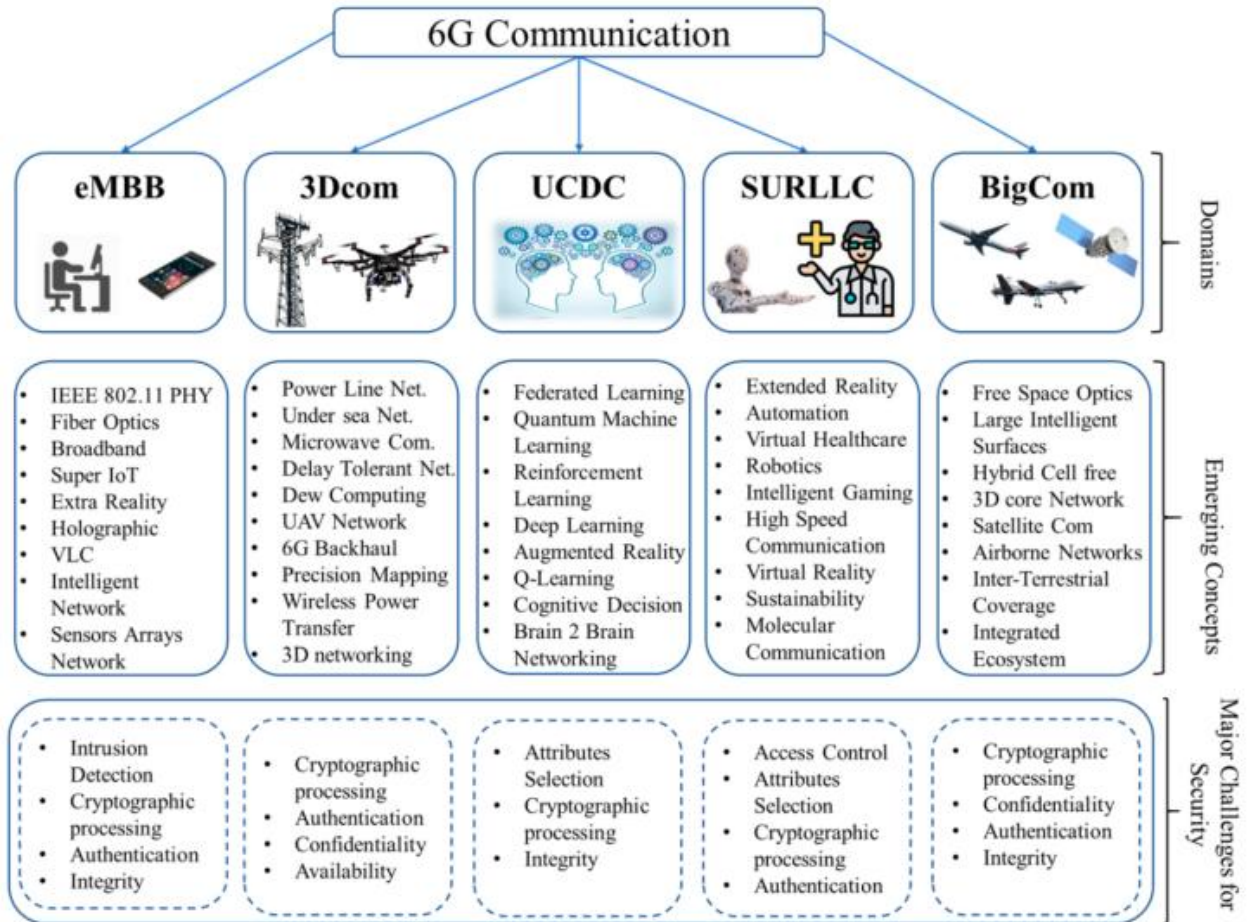 6G Communication
eMBB
3Dcom
UCDC
SURLLC
BigCom
Domains
• IEEE 802.11 PHY
• Fiber Optics
• Broadband
• Super IoT
• Extra Reality
• Holographic
• VLC
• Intelligent
Network
• Sensors Arrays
Network
• Power Line Net.
• Under sea Net.
• Microwave Com.
• Delay Tolerant Net.
• Dew Computing
• UAV Network
• 6G Backhaul
• Precision Mapping
• Wireless Power
Transfer
• 3D networking
• Federated Learning
• Quantum Machine
Learning
• Reinforcement
Learning
• Deep Learning
• Augmented Reality
• Q-Learning
• Cognitive Decision
• Brain 2 Brain
Networking
• Extended Reality
• Automation
• Virtual Healthcare
• Robotics
• Intelligent Gaming
• High Speed
Communication
• Virtual Reality
• Sustainability
• Molecular
Communication
• Free Space Optics
• Large Intelligent
Surfaces
• Hybrid Cell free
• 3D core Network
• Satellite Com
• Airborne Networks
• Inter-Terrestrial
Coverage
• Integrated
Ecosystem
Emerging Concepts
• Intrusion
Detection
• Cryptographic
processing
• Authentication
• Integrity
• Cryptographic
processing
• Authentication
• Confidentiality
• Availability
• Attributes
Selection
• Cryptographic
processing
• Integrity
• Access Control
• Attributes
Selection
• Cryptographic
processing
• Authentication
• Cryptographic
processing
• Confidentiality
• Authentication
• Integrity
Major Challenges for
Security